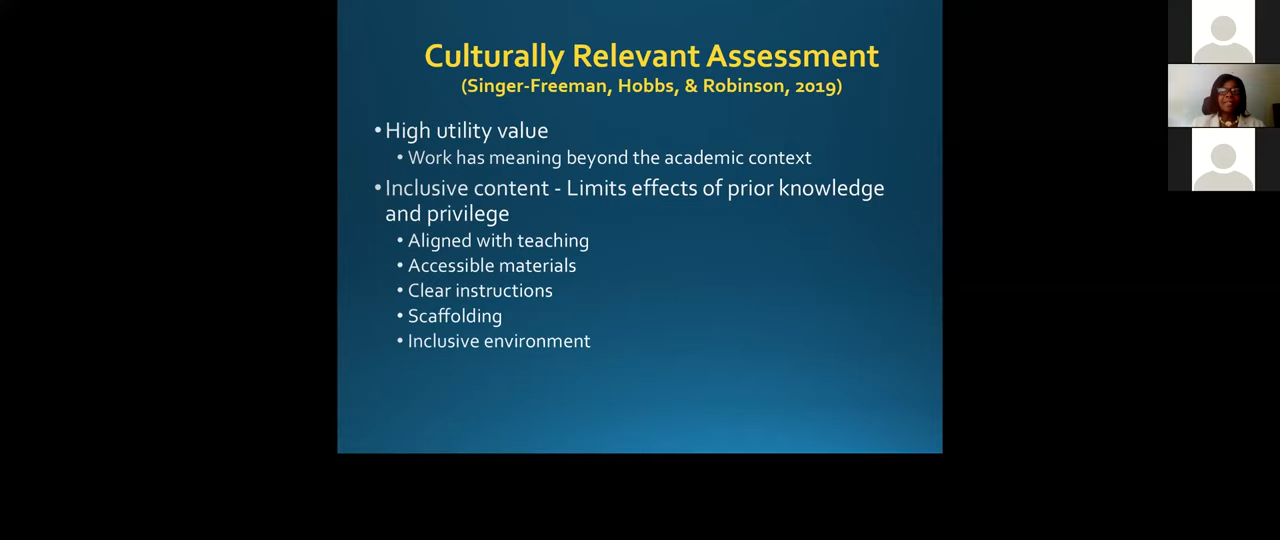 Culturally Relevant Assessment
(Singer-Freeman, Hobbs, & Robinson, 2019)
• High utility value
• Work has meaning beyond the academic context
• Inclusive content - Limits effects of prior knowledge
and privilege
• Aligned with teaching
• Accessible materials
• Clear instructions
• Scaffolding
• Inclusive environment